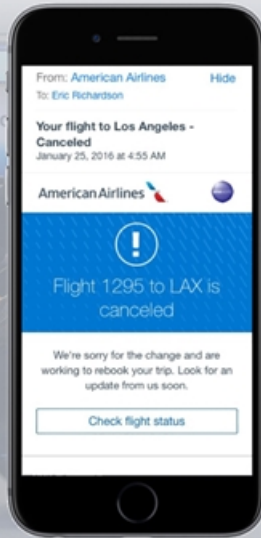 From: American Airlines Hide
To: Eric Richardson
Your flight to Los Angeles -
Canceled
January 25, 2016 at 4:55 AM
American Airlines
Flight 1295 to LAX is
canceled
We're sorry for the change and are
working to rebook your trip. Look for an
update from us soon.
Check flight status